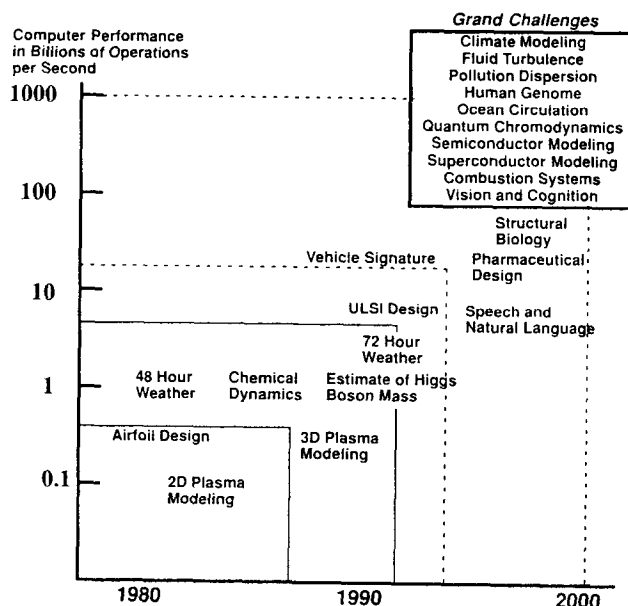 Computer Performance
in Billions of Operations
per Second
Grand Challenges
Climate Modeling
Fluid Turbulence
Pollution Dispersion
Human Genome
Ocean Circulation
Quantum Chromodynamics
Semiconductor Modeling
Superconductor Modeling
Combustion Systems
Vision and Cognition
1000
100
10
1
0.1
Structural
Biology
Vehicle Signature
Pharmaceutical
Design
ULSI Design
Speech and
Natural Language
72 Hour
Weather
48 Hour
Weather
Chemical
Dynamics
Estimate of Higgs
Boson Mass
Airfoil Design
3D Plasma
Modeling
2D Plasma
Modeling
1980
1990
2000